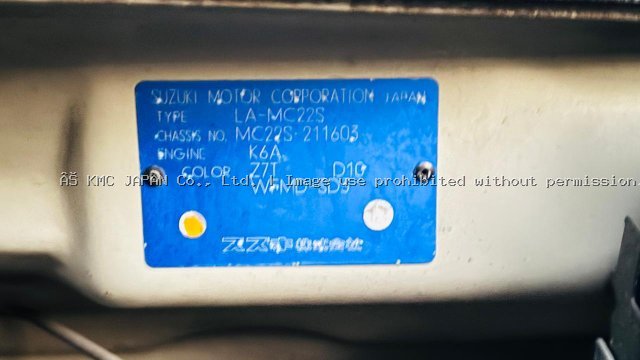 SUZUKI MOTOR CORPORATION JAPAN
TYPE LA-MC22S
CHASSIS NO. MC22S-211603
ENGINE K6A
COLOR Z7T D10
ÂŠ KMC JAPAN Co., Ltd. | Image use prohibited without permission.